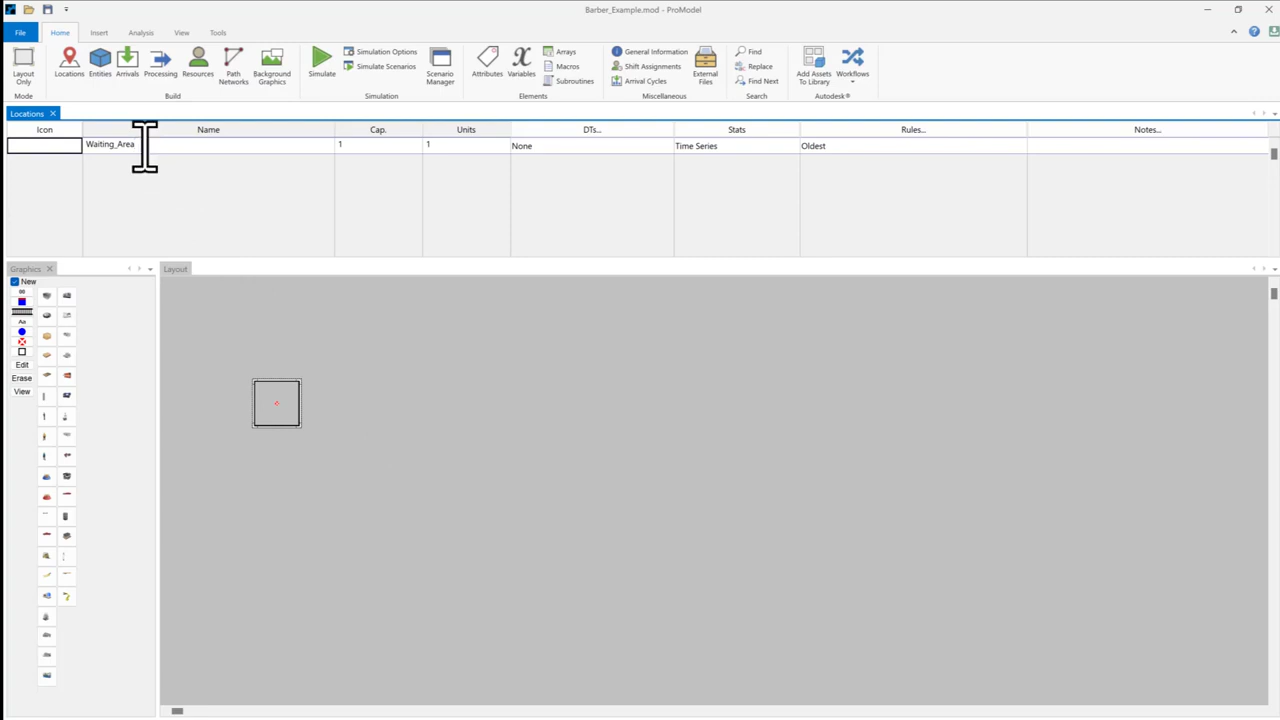 Barber_Example.mod - ProModel
File Home Insert Analysis View Tools
Layout Only
Locations
Entities
Arrivals
Processing
Resources
Path Networks
Background Graphics
Simulate
Simulation Options
Simulate Scenarios
Scenario Manager
Attributes
Variables
Arrays
Macros
Subroutines
General Information
Shift Assignments
Arrival Cycles
External Files
Find
Replace
Find Next
Add Assets To Library
Workflows
Mode Build Simulation Elements Miscellaneous Search Autodesk®
Locations
Icon Name Cap. Units DTs... Stats Rules... Notes...
Waiting_Area 1 1 None Time Series Oldest
Graphics
Layout
New
00
Aa
Edit
Erase
View